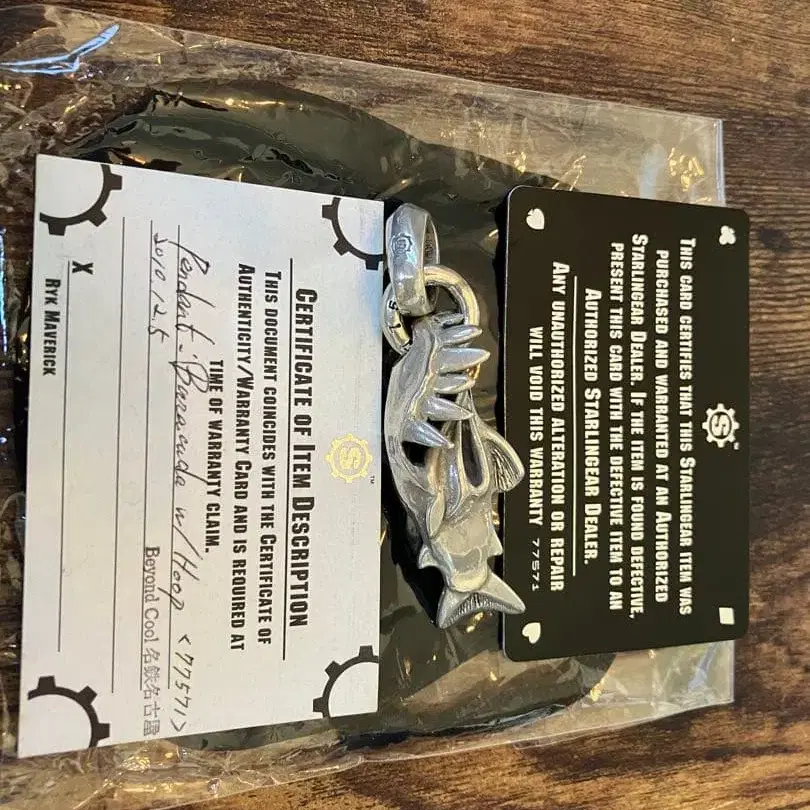 THIS CARD CERTIFIES THAT THIS STARLINGEAR ITEM WAS
PURCHASED AND WARRANTED AT AN AUTHORIZED
STARLINGEAR DEALER. IF THE ITEM IS FOUND DEFECTIVE,
PRESENT THIS CARD WITH THE DEFECTIVE ITEM TO AN
AUTHORIZED STARLINGEAR DEALER.
ANY UNAUTHORIZED ALTERATION OR REPAIR
WILL VOID THIS WARRANTY 77571
S
TM
CERTIFICATE OF ITEM DESCRIPTION
THIS DOCUMENT COINCIDES WITH THE CERTIFICATE OF
AUTHENTICITY/WARRANTY CARD AND IS REQUIRED AT
TIME OF WARRANTY CLAIM.
Pendant : w/Hoop <77571>
2010.12.5
Beyond Cool 名鉄名古屋
X
RYK MAVERICK